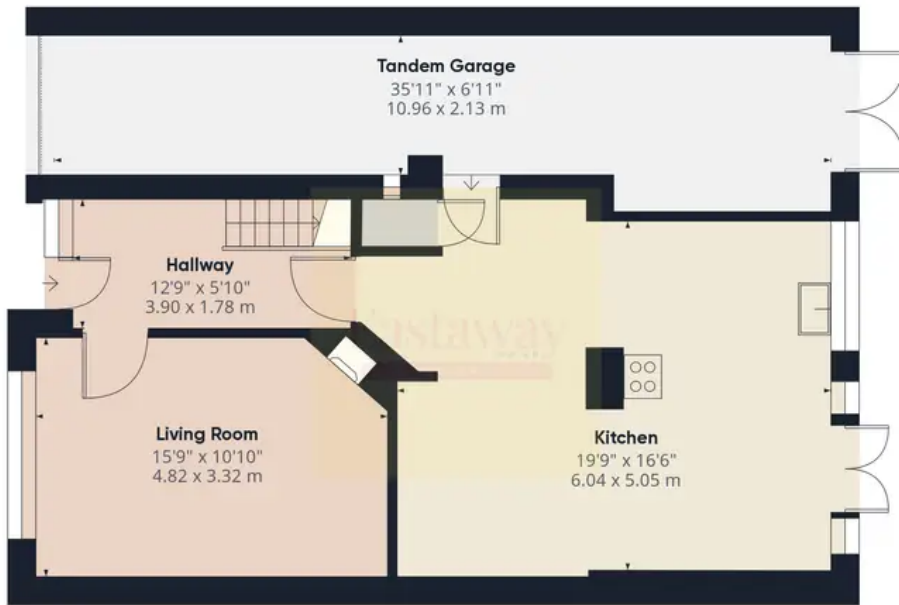 Tandem Garage
35'11" x 6'11"
10.96 x 2.13 m
Hallway
12'9" x 5'10"
3.90 x 1.78 m
Living Room
15'9" x 10'10"
4.82 x 3.32 m
Kitchen
19'9" x 16'6"
6.04 x 5.05 m